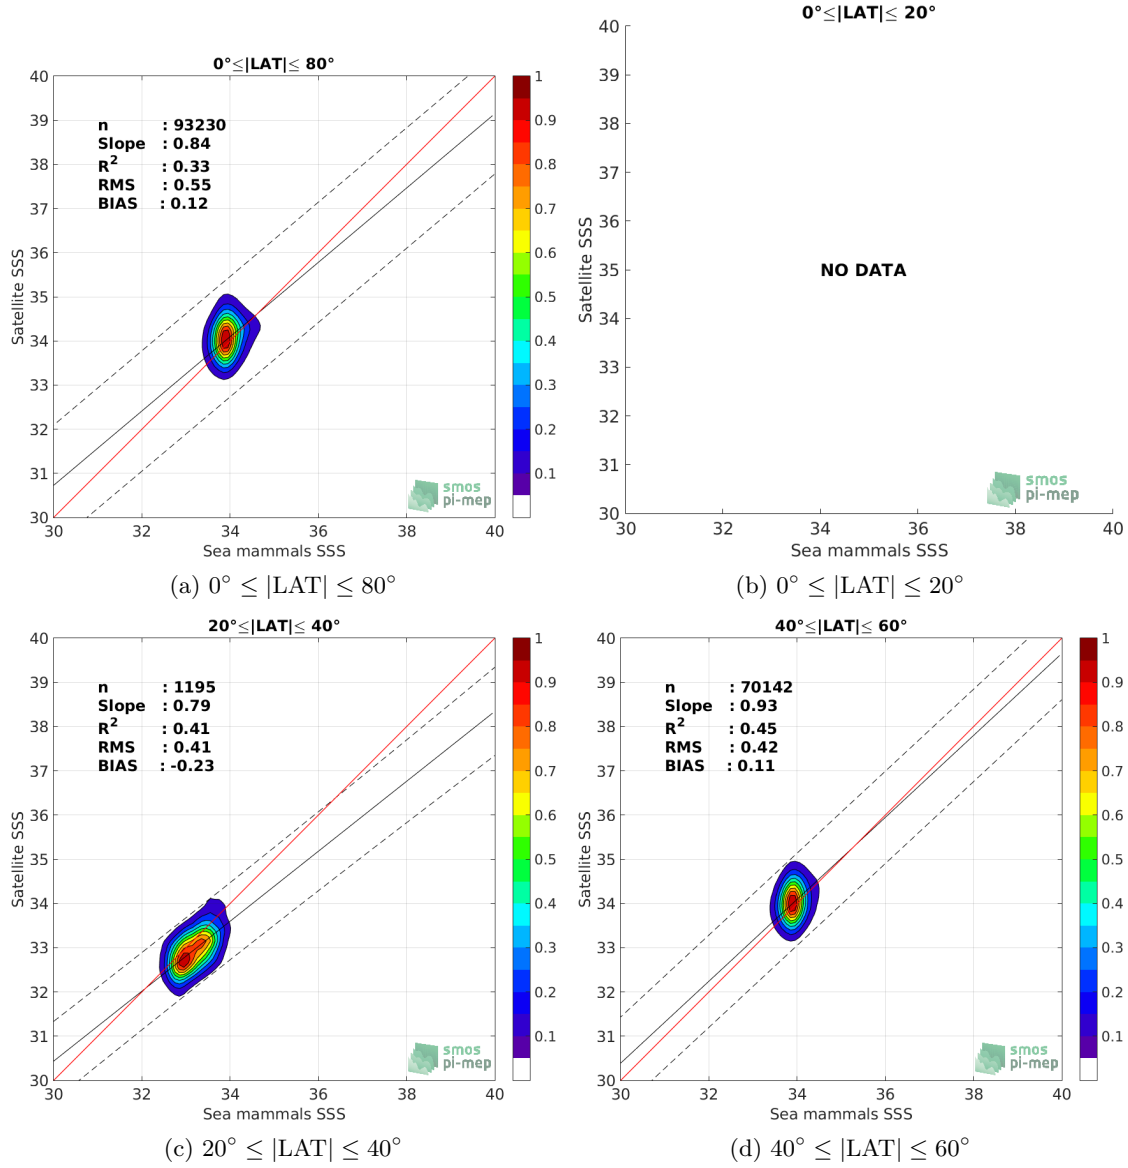 0°≤|LAT|≤ 80°
40
39
38
37
36
35
34
33
32
31
30
Satellite SSS
n : 93230
Slope : 0.84
R2 : 0.33
RMS : 0.55
BIAS : 0.12
smos
pi-mep
30 32 34 36 38 40
Sea mammals SSS
1
0.9
0.8
0.7
0.6
0.5
0.4
0.3
0.2
0.1
(a) 0° ≤ |LAT| ≤ 80°
0°≤|LAT|≤ 20°
40
39
38
37
36
35
34
33
32
31
30
Satellite SSS
NO DATA
smos
pi-mep
30 32 34 36 38 40
Sea mammals SSS
(b) 0° ≤ |LAT| ≤ 20°
20°≤|LAT|≤ 40°
40
39
38
37
36
35
34
33
32
31
30
Satellite SSS
n : 1195
Slope : 0.79
R2 : 0.41
RMS : 0.41
BIAS : -0.23
smos
pi-mep
30 32 34 36 38 40
Sea mammals SSS
1
0.9
0.8
0.7
0.6
0.5
0.4
0.3
0.2
0.1
(c) 20° ≤ |LAT| ≤ 40°
40°≤|LAT|≤ 60°
40
39
38
37
36
35
34
33
32
31
30
Satellite SSS
n : 70142
Slope : 0.93
R2 : 0.45
RMS : 0.42
BIAS : 0.11
smos
pi-mep
30 32 34 36 38 40
Sea mammals SSS
1
0.9
0.8
0.7
0.6
0.5
0.4
0.3
0.2
0.1
(d) 40° ≤ |LAT| ≤ 60°